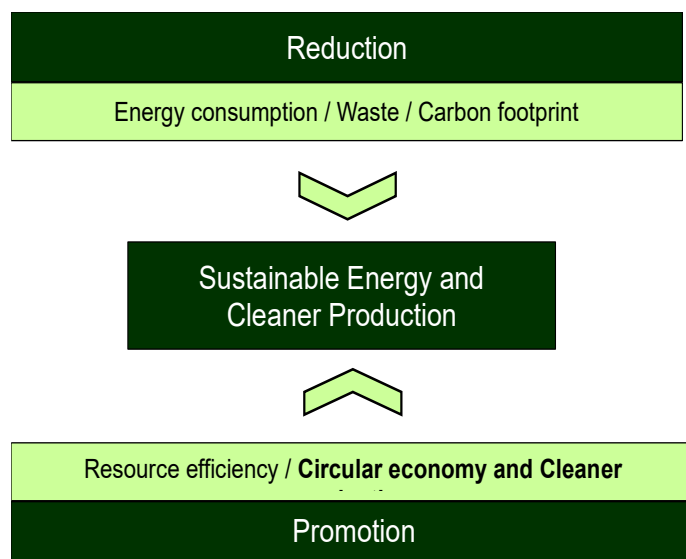 Reduction
Energy consumption / Waste / Carbon footprint
Sustainable Energy and
Cleaner Production
Resource efficiency / Circular economy and Cleaner
Promotion